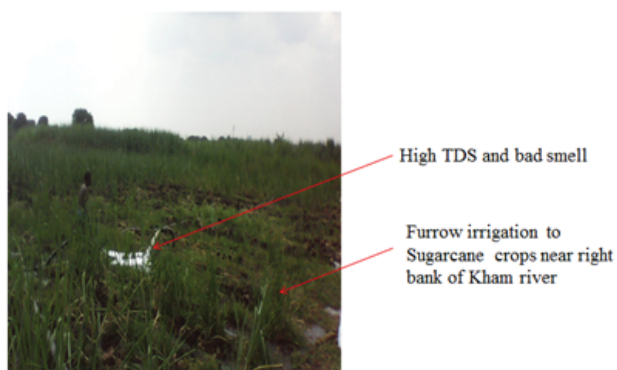 High TDS and bad smell
Furrow irrigation to
Sugarcane crops near right
bank of Kham river